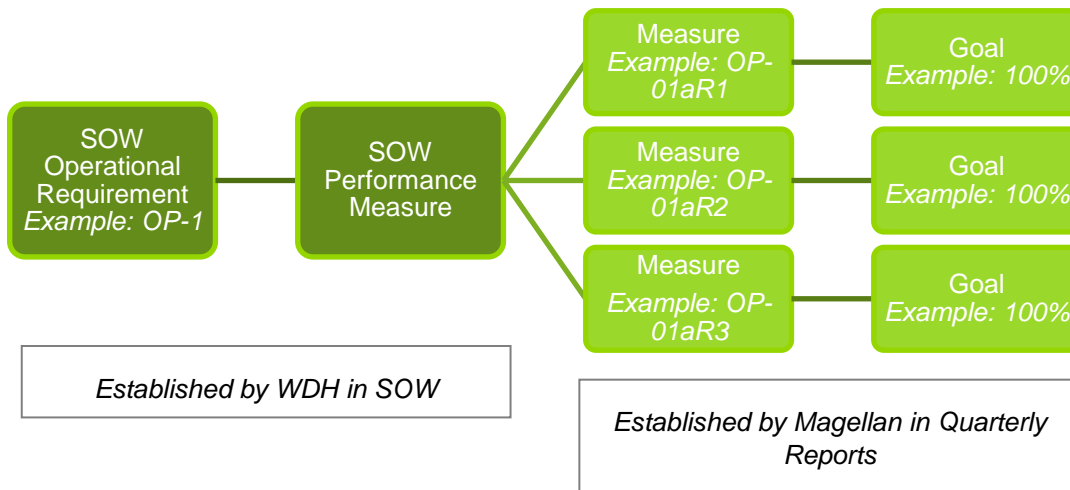 SOW
Operational
Requirement
Example: OP-1
SOW
Performance
Measure
Measure
Example: OP-
01aR1
Goal
Example: 100%
Measure
Example: OP-
01aR2
Goal
Example: 100%
Measure
Example: OP-
01aR3
Goal
Example: 100%
Established by WDH in SOW
Established by Magellan in Quarterly
Reports